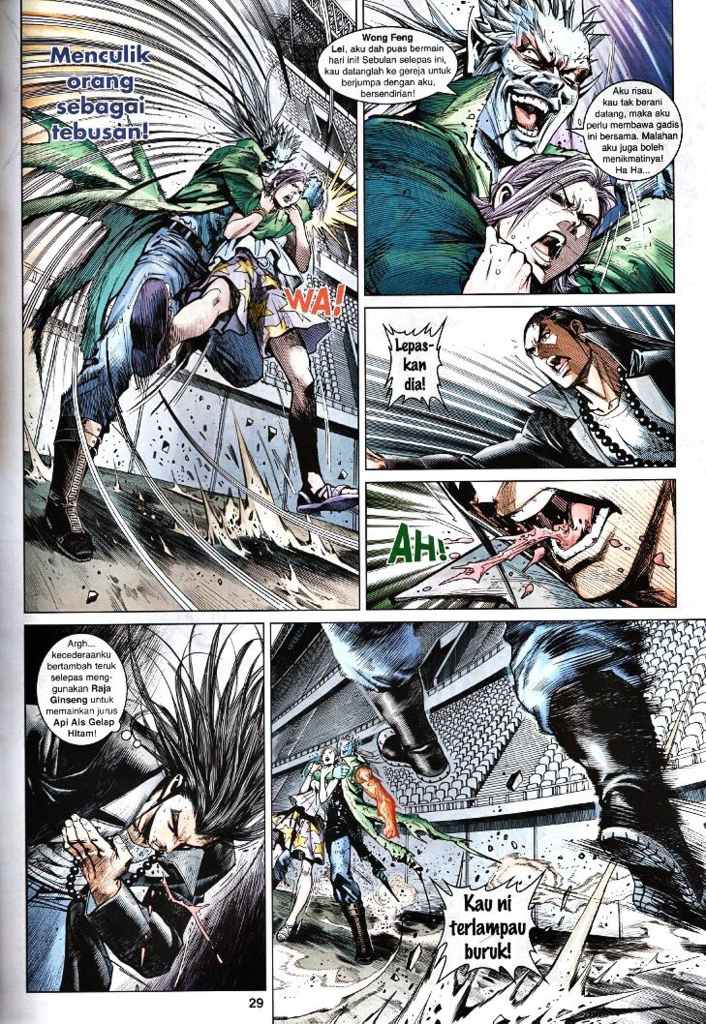 Menculik
orang
sebagai
tebusan!
WA!
Wong Feng
Lei, aku dah puas bermain
hari ini! Sebulan selepas ini,
kau datanglah ke gereja untuk
berjumpa dengan aku,
bersendirian!
Aku risau
kau tak berani
datang, maka aku
perlu membawa gadis
ini bersama. Malahan
aku juga boleh
menikmatinya!
Ha Ha...
Lepas-
kan
dia!
AH!
Argh...
kecederaanku
bertambah teruk
selepas meng-
gunakan Raja
Ginseng untuk
memainkan jurus
Api Ais Gelap
Hitam!
Kau ni
terlampau
buruk!
29